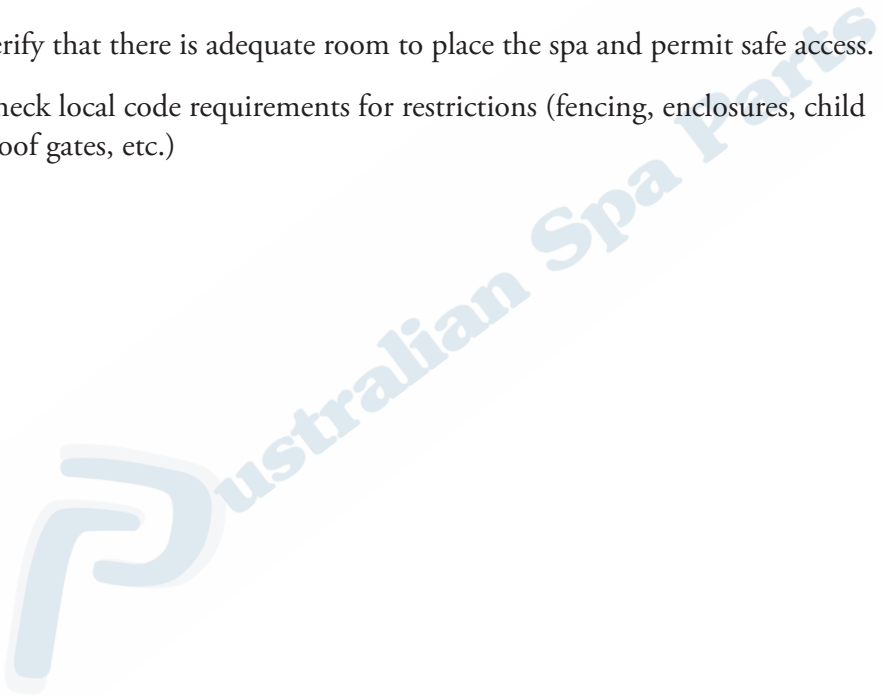 erify that there is adequate room to place the spa and permit safe access.
heck local code requirements for restrictions (fencing, enclosures, child
oof gates, etc.)
ustralian Spa Parts